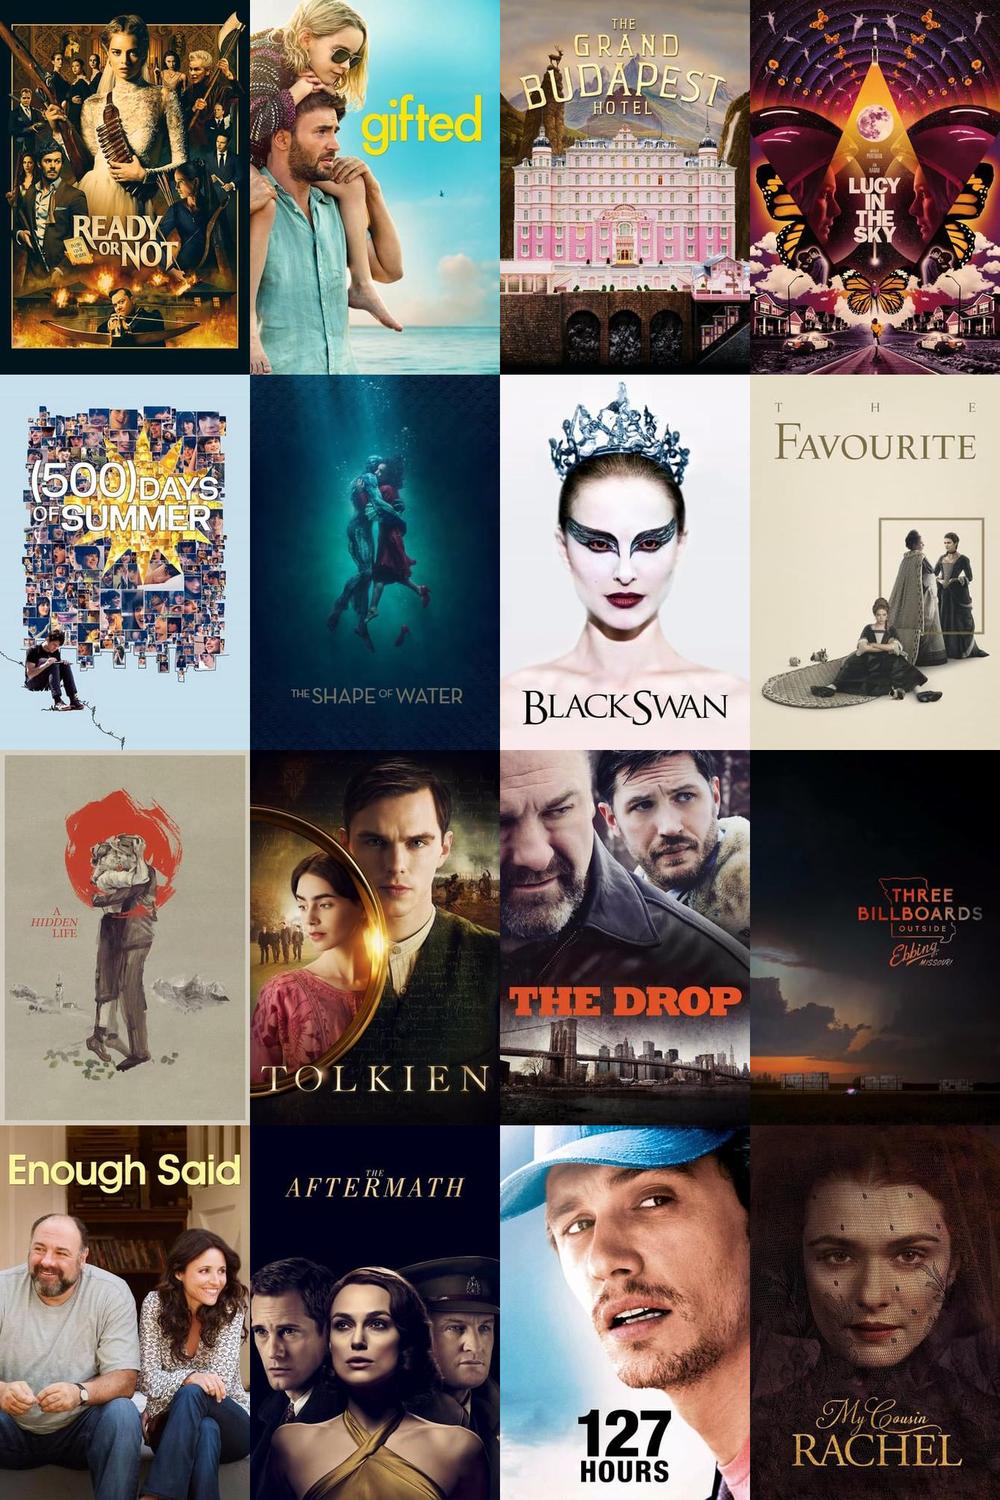 READY
OR NOT
gifted
THE
GRAND
BUDAPEST
HOTEL
LUCY
IN
THE
SKY
(500) DAYS
OF SUMMER
THE SHAPE OF WATER
BLACK SWAN
THE
FAVOURITE
A
HIDDEN
LIFE
TOLKIEN
THE DROP
THREE
BILLBOARDS
OUTSIDE
Ebbing,
MISSOURI
Enough Said
THE
AFTERMATH
127
HOURS
My Cousin
RACHEL